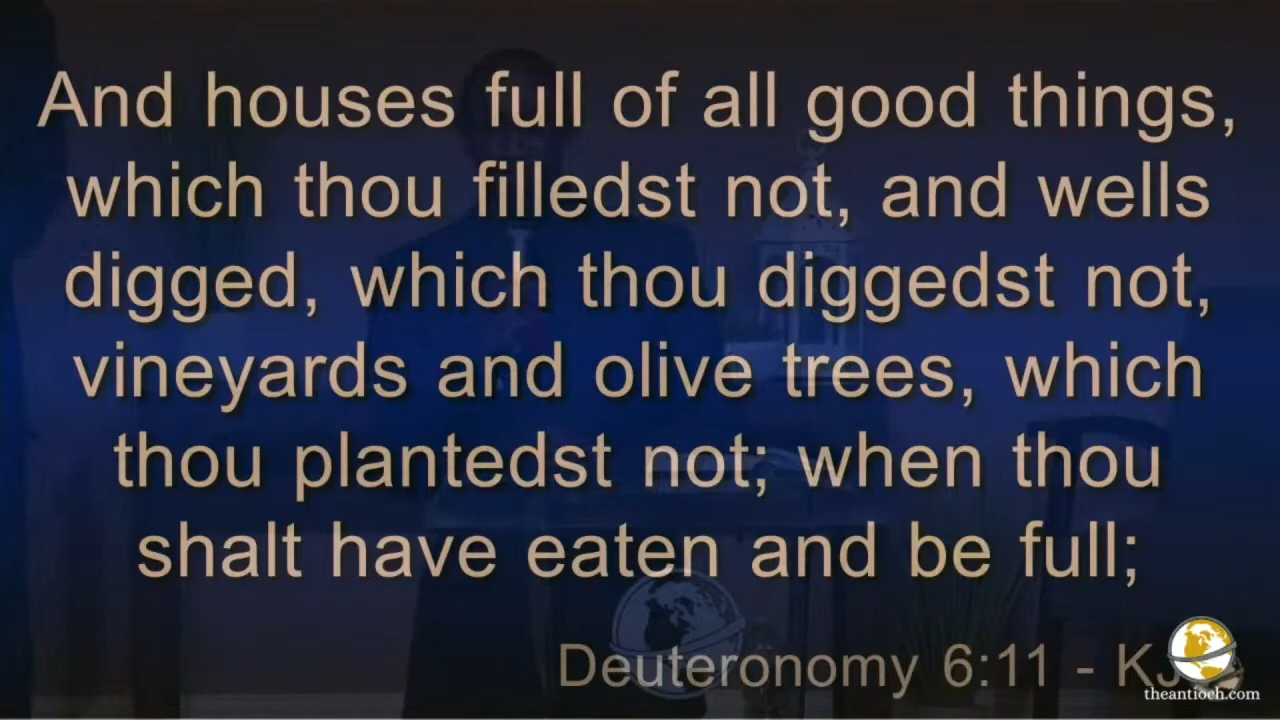 And houses full of all good things,
which thou filledst not, and wells
digged, which thou diggedst not,
vineyards and olive trees, which
thou plantedst not; when thou
shalt have eaten and be full;
Deuteronomy 6:11 -
theantioch.com